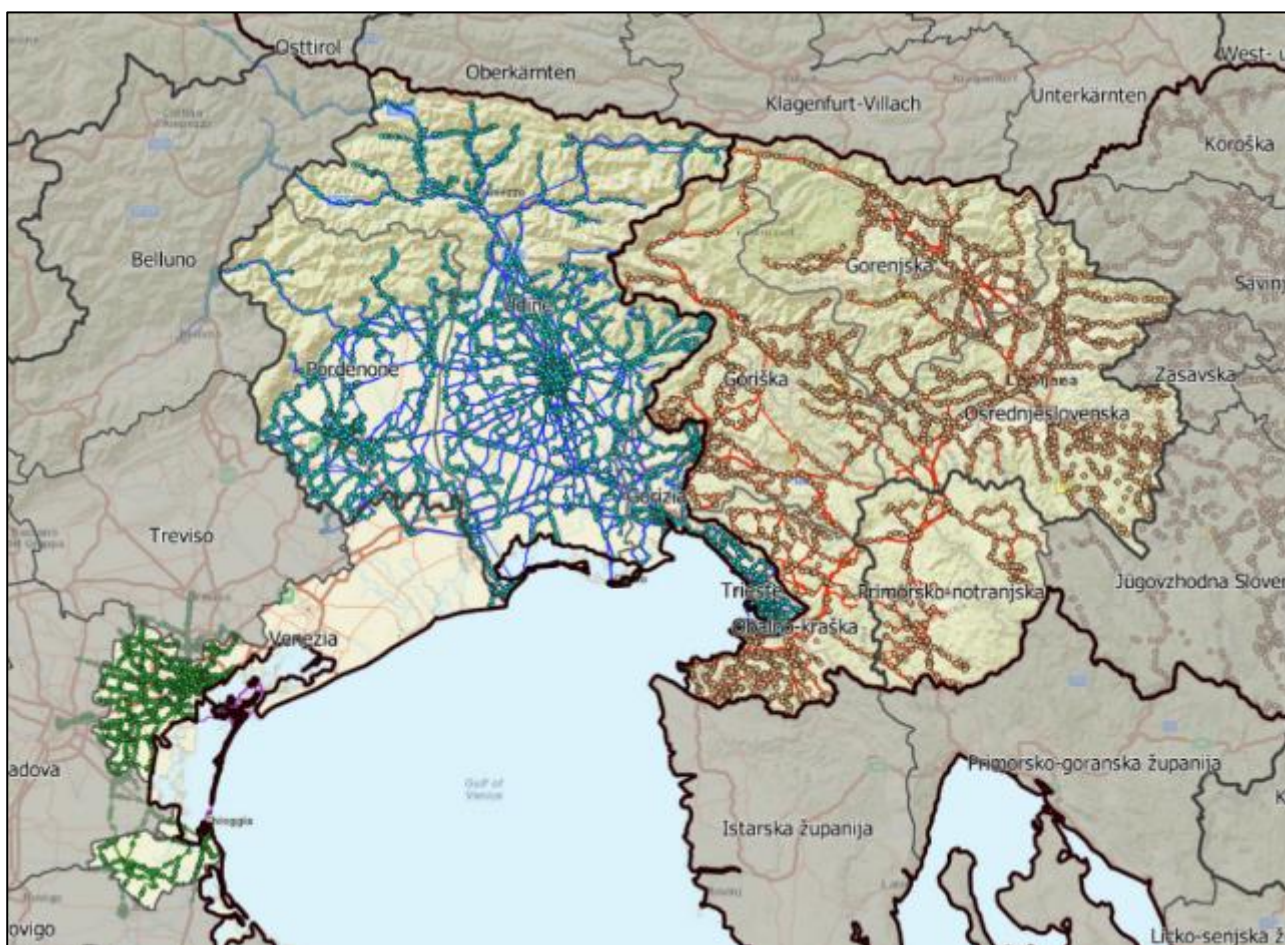 Osttirol
Oberkärnten
West- u
Klagenfurt-Villach
Unterkärnten
Koroška
Belluno
Gorenjska
Savinj
Udine
Pordenone
Goriška
Zasavska
Ljubljana
Osrednjeslovenska
Gorizia
Treviso
Jugovzhodna Sloven
Trieste
Primorsko-notranjska
Obalno-kraška
Venezia
adova
Primorsko-goranska županija
Gulf of
Venice
Chioggia
Istarska županija
ovigo
Ličko-senjska ž